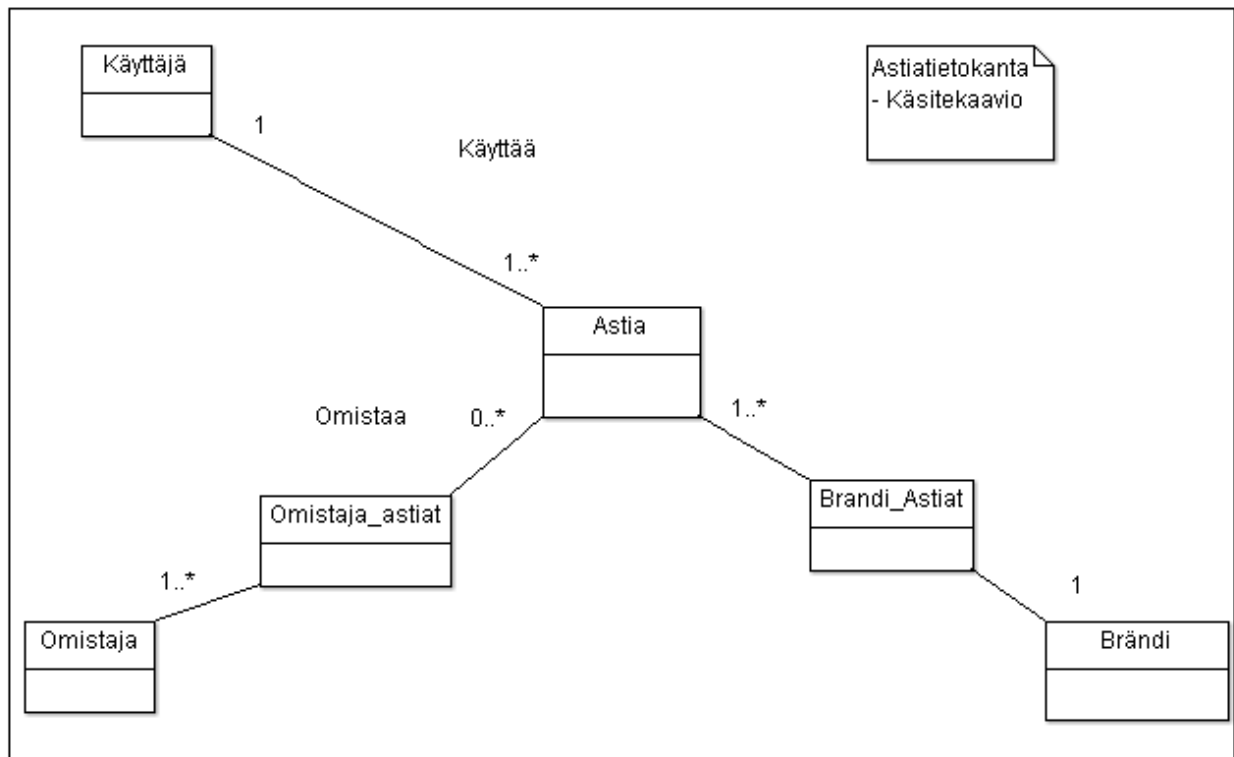 Käyttäjä
Astiatietokanta
- Käsitekaavio
1
Käyttää
1..*
Astia
Omistaa
0..*
1..*
Omistaja_astiat
Brandi_Astiat
1..*
1
Omistaja
Brändi